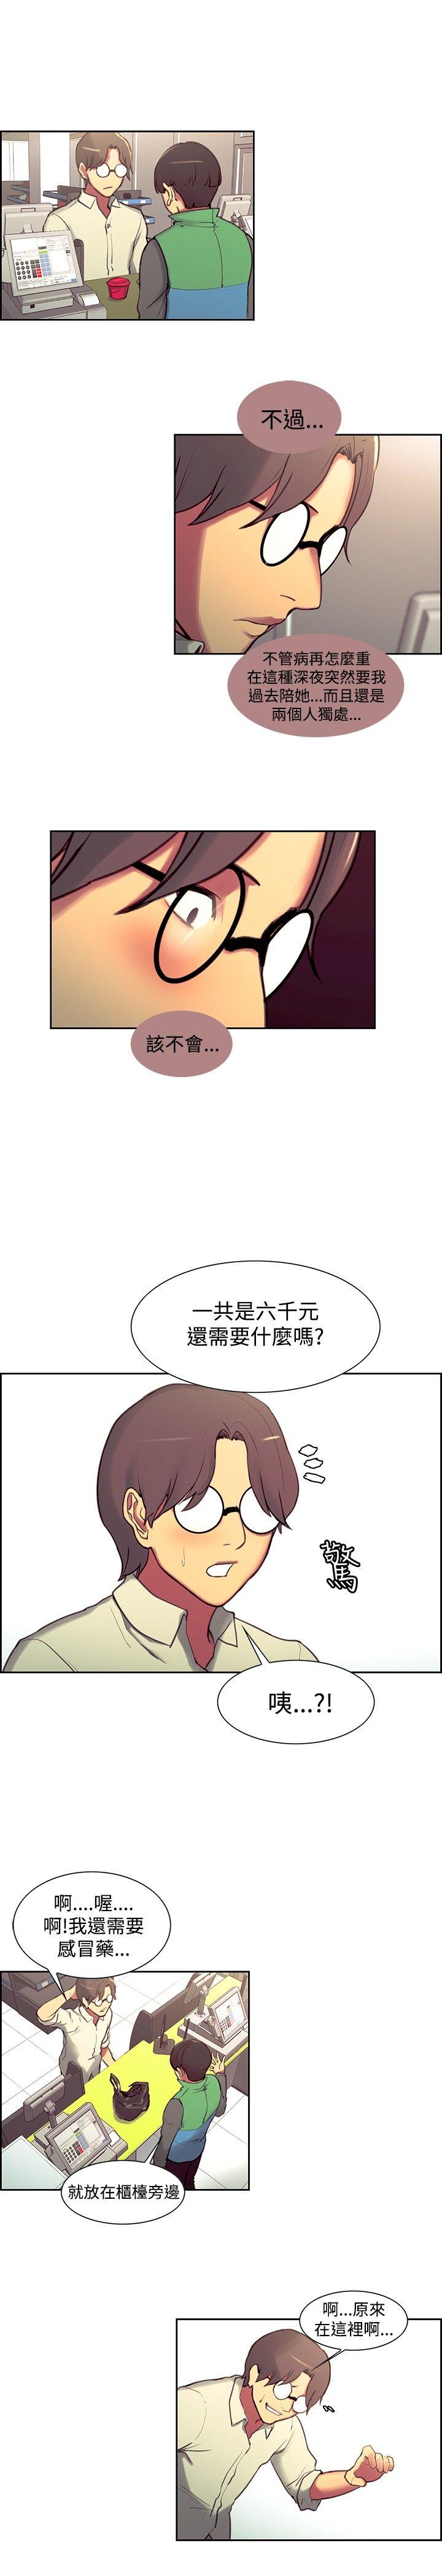 不過...
不管病再怎麼重
在這種深夜突然要我
過去陪她...而且還是
兩個人獨處...
該不會...
一共是六千元
還需要什麼嗎?
驚
咦...?!
啊....喔....
啊!我還需要
感冒藥...
就放在櫃檯旁邊
啊...原來
在這裡啊...